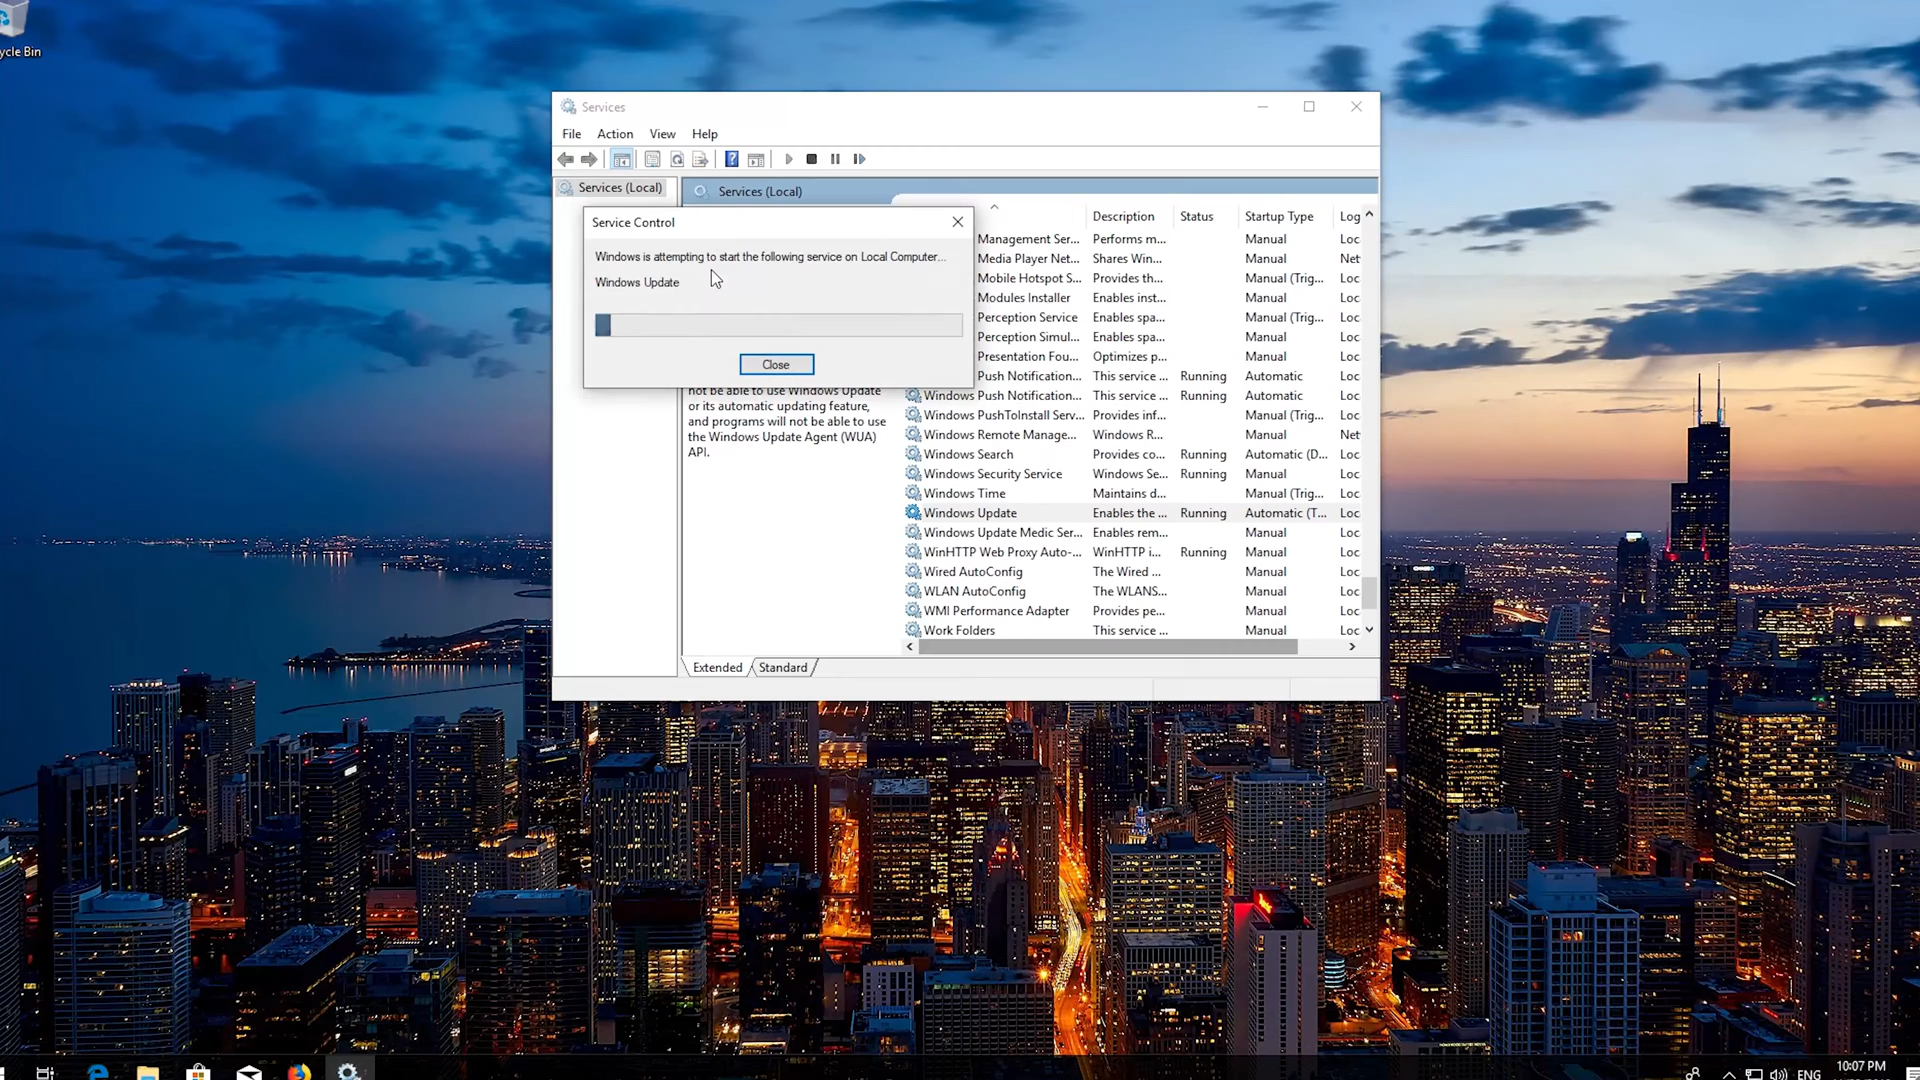 ycle Bin
Services
File Action View Help
Services (Local)
Services (Local)
Service Control
Windows is attempting to start the following service on Local Computer...
Windows Update
Close
not be able to use Windows Update
or its automatic updating feature,
and programs will not be able to use
the Windows Update Agent (WUA)
API.
Description Status Startup Type Log
Management Ser... Performs m... Manual Loc
Media Player Net... Shares Win... Manual Net
Mobile Hotspot S... Provides th... Manual (Trig... Loc
Modules Installer Enables inst... Manual Loc
Perception Service Enables spa... Manual (Trig... Loc
Perception Simul... Enables spa... Manual Loc
Presentation Fou... Optimizes p... Manual Loc
Push Notification... This service ... Running Automatic Loc
Windows Push Notification... This service ... Running Automatic Loc
Windows PushToInstall Serv... Provides inf... Manual (Trig... Loc
Windows Remote Manage... Windows R... Manual Net
Windows Search Provides co... Running Automatic (D... Loc
Windows Security Service Windows Se... Running Manual Loc
Windows Time Maintains d... Manual (Trig... Loc
Windows Update Enables the ... Running Automatic (T... Loc
Windows Update Medic Ser... Enables rem... Manual Loc
WinHTTP Web Proxy Auto-... WinHTTP i... Running Manual Loc
Wired AutoConfig The Wired ... Manual Loc
WLAN AutoConfig The WLANS... Manual Loc
WMI Performance Adapter Provides pe... Manual Loc
Work Folders This service ... Manual Loc
Extended Standard
ENG
10:07 PM